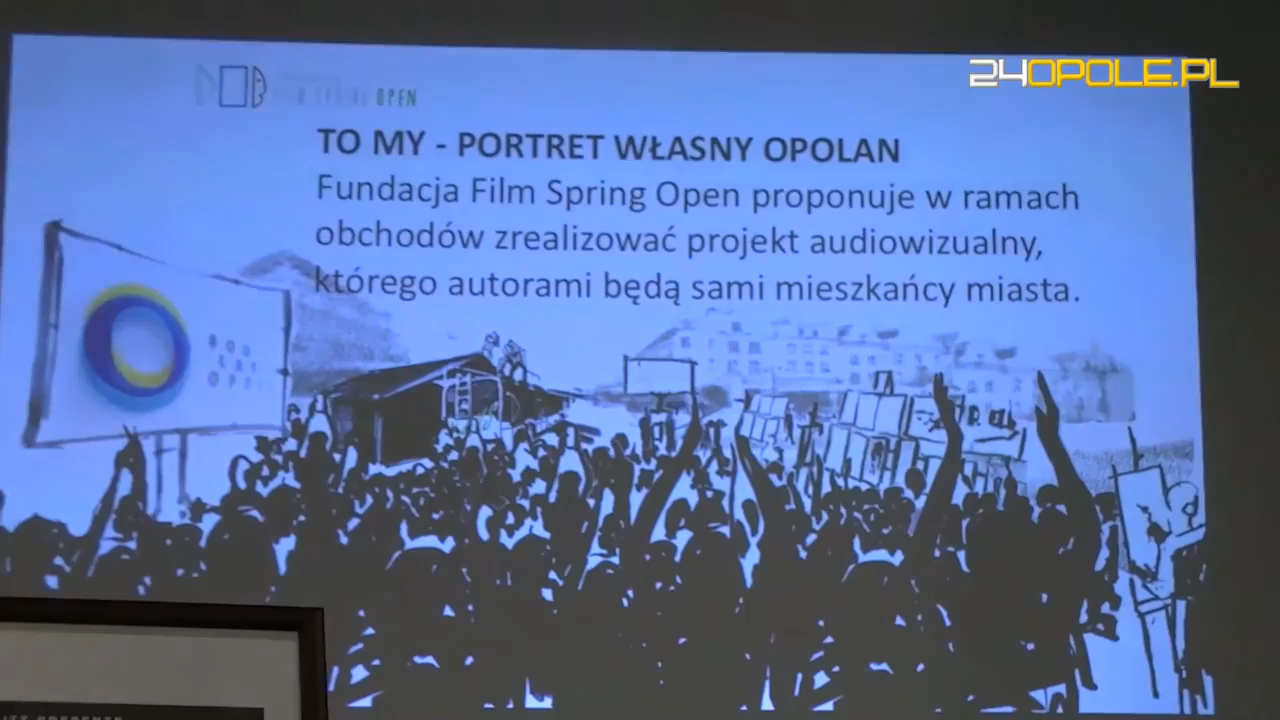 24OPOLE.PL
OPEN
TO MY - PORTRET WŁASNY OPOLAN
Fundacja Film Spring Open proponuje w ramach
obchodów zrealizować projekt audiowizualny,
którego autorami będą sami mieszkańcy miasta.